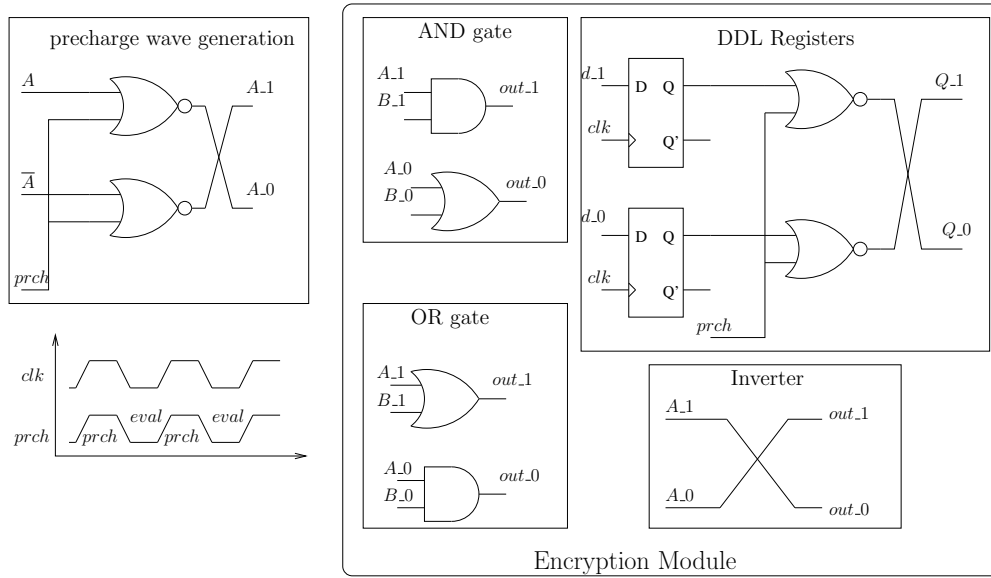 precharge wave generation
A
A_1
A̅
A_0
prch
clk
eval
eval
prch
prch
prch
AND gate
A_1
B_1
out_1
A_0
B_0
out_0
OR gate
A_1
B_1
out_1
A_0
B_0
out_0
DDL Registers
d_1
D
Q
clk
Q'
Q_1
d_0
D
Q
clk
Q'
Q_0
prch
Inverter
A_1
out_1
A_0
out_0
Encryption Module